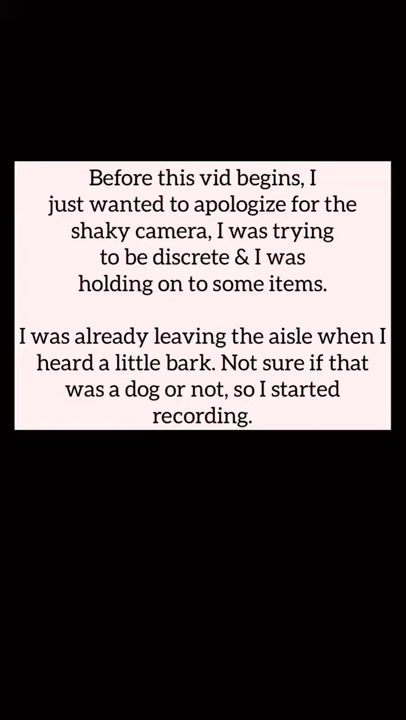 Before this vid begins, I
just wanted to apologize for the
shaky camera, I was trying
to be discrete & I was
holding on to some items.
I was already leaving the aisle when I
heard a little bark. Not sure if that
was a dog or not, so I started
recording.